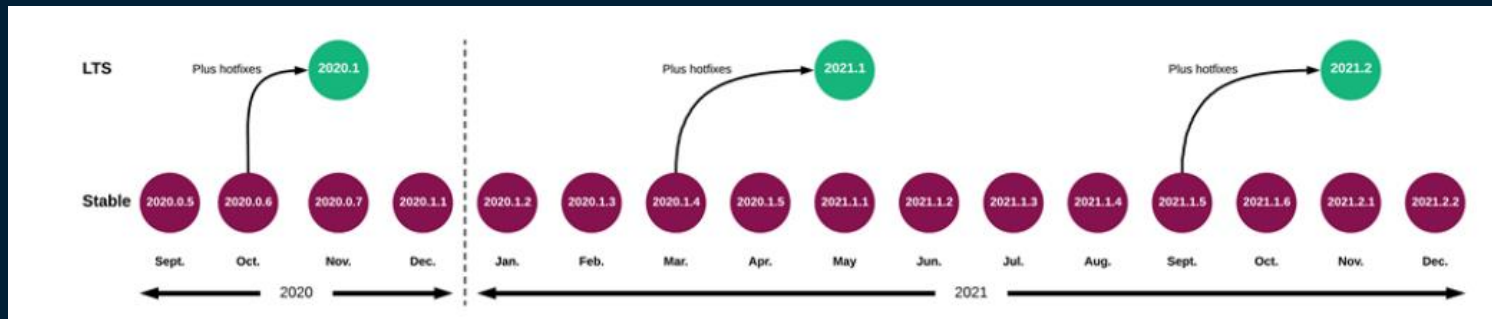 LTS Plus hotfixes 2020.1 Plus hotfixes 2021.1 Plus hotfixes 2021.2
Stable 2020.0.5 2020.0.6 2020.0.7 2020.1.1 2020.1.2 2020.1.3 2020.1.4 2020.1.5 2021.1.1 2021.1.2 2021.1.3 2021.1.4 2021.1.5 2021.1.6 2021.2.1 2021.2.2
Sept. Oct. Nov. Dec. Jan. Feb. Mar. Apr. May Jun. Jul. Aug. Sept. Oct. Nov. Dec.
2020 2021